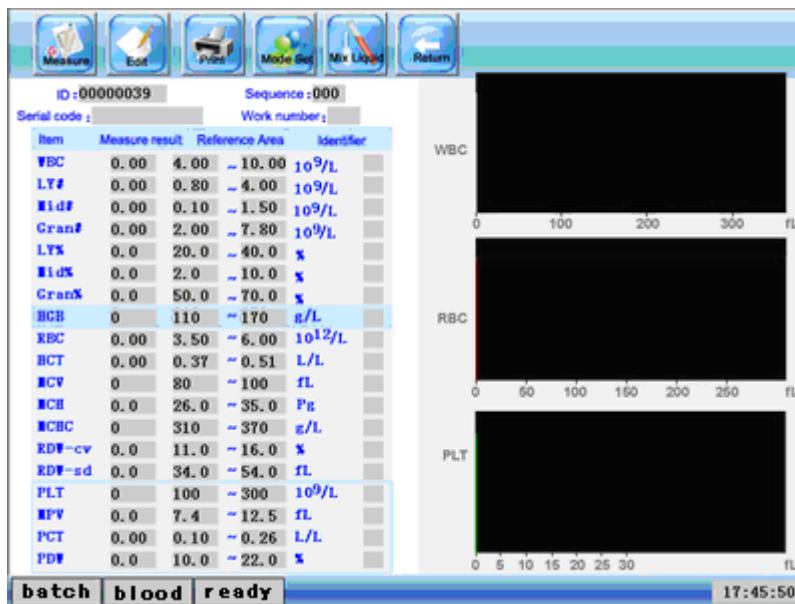 Measure Edit Print Mode Set Mix Liquid Return
ID :00000039 Sequence :000
Serial code : Work number :
Item Measure result Reference Area Identifier
WBC 0.00 4.00 ~ 10.00 10⁹/L
LY# 0.00 0.80 ~ 4.00 10⁹/L
Mid# 0.00 0.10 ~ 1.50 10⁹/L
Gran# 0.00 2.00 ~ 7.80 10⁹/L
LY% 0.0 20.0 ~ 40.0 %
Mid% 0.0 2.0 ~ 10.0 %
Gran% 0.0 50.0 ~ 70.0 %
HGB 0 110 ~ 170 g/L
RBC 0.00 3.50 ~ 6.00 10¹²/L
HCT 0.00 0.37 ~ 0.51 L/L
MCV 0 80 ~ 100 fL
MCH 0.0 26.0 ~ 35.0 Pg
MCHC 0 310 ~ 370 g/L
RDW-cv 0.0 11.0 ~ 16.0 %
RDW-sd 0.0 34.0 ~ 54.0 fL
PLT 0 100 ~ 300 10⁹/L
MPV 0.0 7.4 ~ 12.5 fL
PCT 0.00 0.10 ~ 0.26 L/L
PDW 0.0 10.0 ~ 22.0 %
WBC
0 100 200 300 fL
RBC
0 50 100 150 200 250 fL
PLT
0 5 10 15 20 25 30 fL
batch blood ready 17:45:50